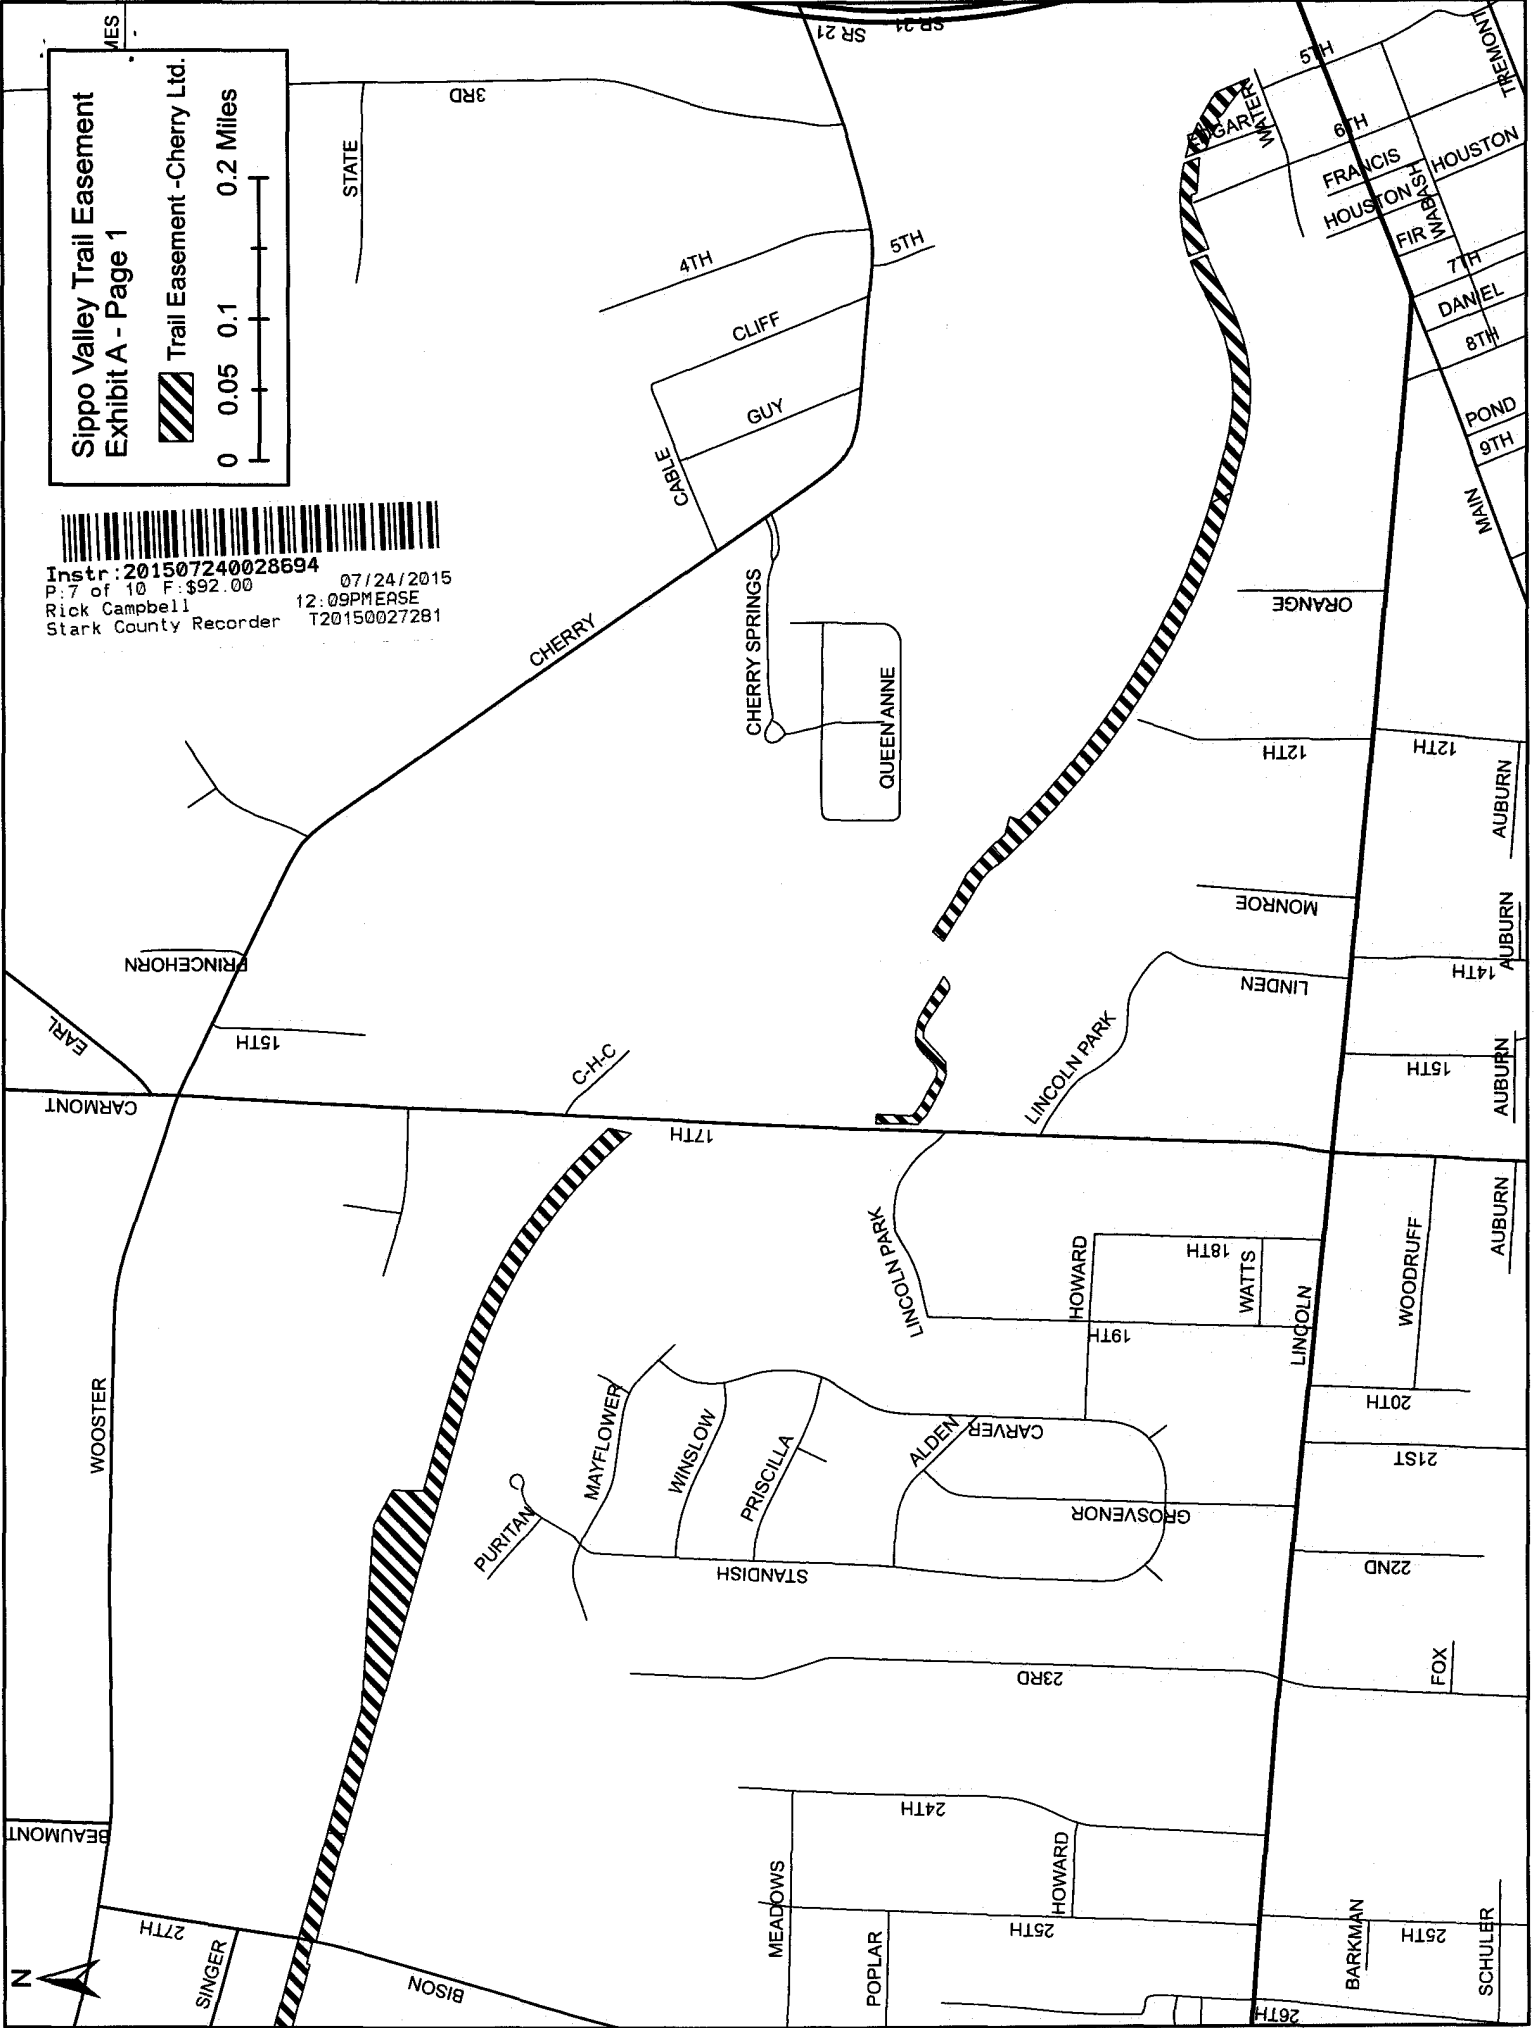 Sippo Valley Trail Easement
Exhibit A - Page 1
Trail Easement -Cherry Ltd.
0 0.05 0.1 0.2 Miles
Instr:201507240028694
P:7 of 10 F:$92.00 07/24/2015
Rick Campbell 12:09PMEASE
Stark County Recorder T20150027281
N
BEAUMONT
27TH
SINGER
BISON
WOOSTER
CARMONT
EARL
15TH
PRINCEHORN
CHERRY
STATE
3RD
SR 21
SR 21
4TH
5TH
CLIFF
GUY
CABLE
CHERRY SPRINGS
QUEEN ANNE
C-H-C
17TH
PURITAN
MAYFLOWER
WINSLOW
PRISCILLA
ALDEN
CARVER
STANDISH
GROSVENOR
LINCOLN PARK
LINCOLN PARK
HOWARD
18TH
WATTS
19TH
LINCOLN
LINDEN
MONROE
12TH
ORANGE
EDGAR
WATER
5TH
6TH
FRANCIS
HOUSTON
WABASH
HOUSTON
FIR
7TH
DANIEL
8TH
TREMONT
POND
9TH
MAIN
12TH
AUBURN
AUBURN
14TH
15TH
AUBURN
AUBURN
WOODRUFF
20TH
21ST
22ND
FOX
23RD
24TH
MEADOWS
HOWARD
POPLAR
25TH
BARKMAN
25TH
SCHULER
26TH